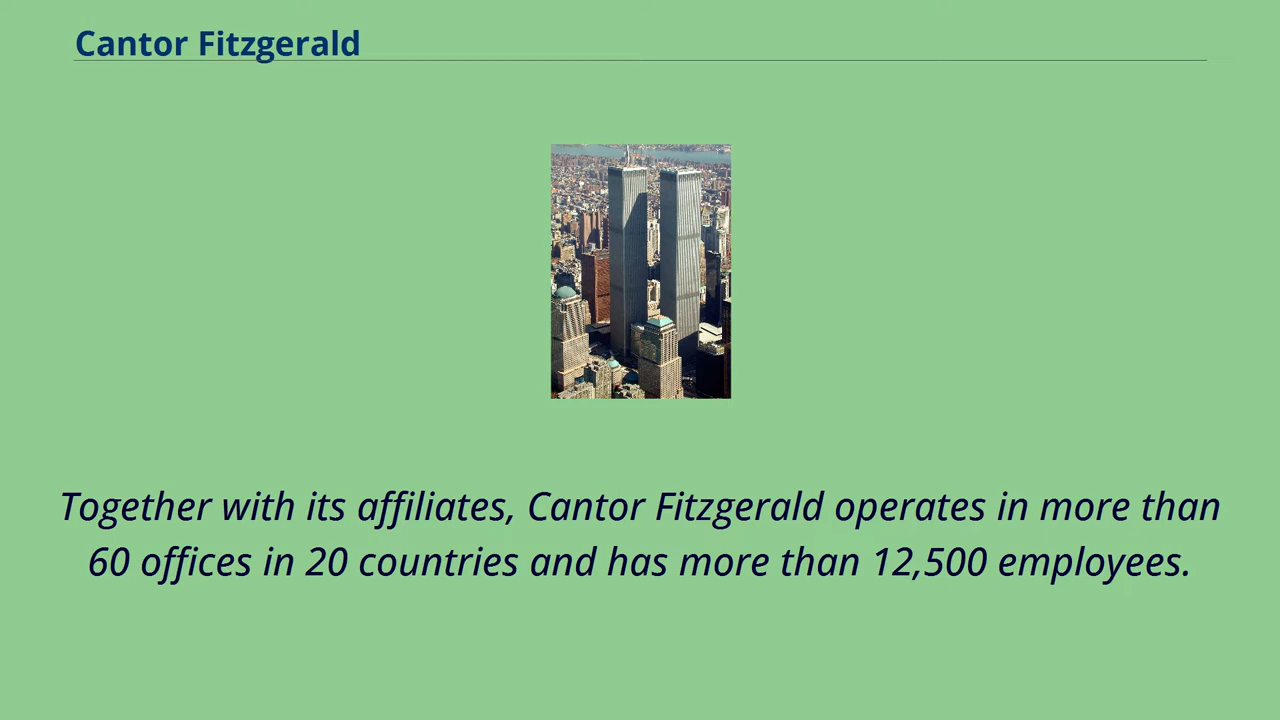 Cantor Fitzgerald
Together with its affiliates, Cantor Fitzgerald operates in more than
60 offices in 20 countries and has more than 12,500 employees.